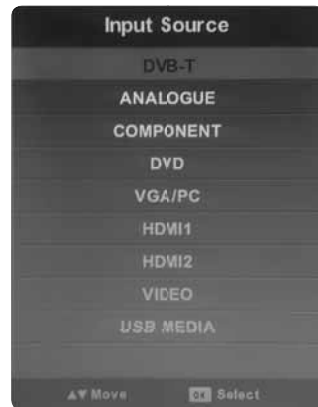 Input Source
DVB-T
ANALOGUE
COMPONENT
DVD
VGA/PC
HDMI1
HDMI2
VIDEO
USB MEDIA
▲▼ Move OK Select